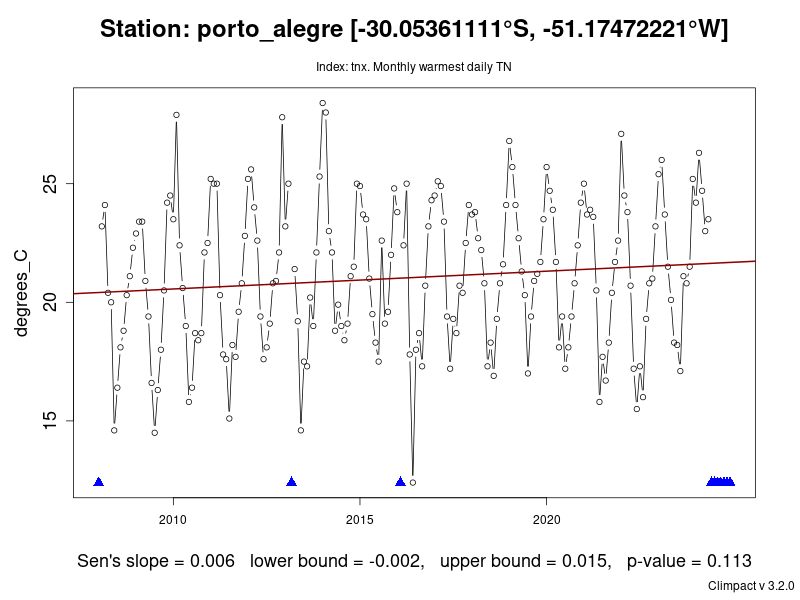 Station: porto_alegre [-30.05361111°S, -51.17472221°W]
Index: tnx. Monthly warmest daily TN
degrees_C
25
20
15
2010 2015 2020
Sen's slope = 0.006 lower bound = -0.002, upper bound = 0.015, p-value = 0.113
Climpact v 3.2.0